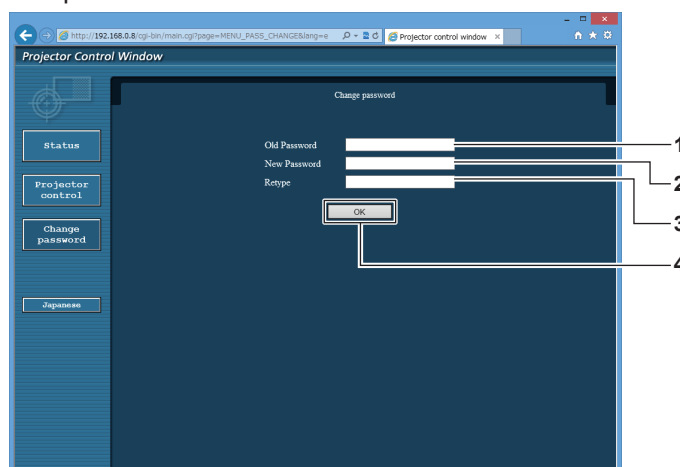 http://192.168.0.8/cgi-bin/main.cgi?page=MENU_PASS_CHANGE&lang=e
Projector control window
Projector Control Window
Change password
Status
Projector
control
Change
password
Japanese
Old Password
New Password
Retype
OK
1
2
3
4